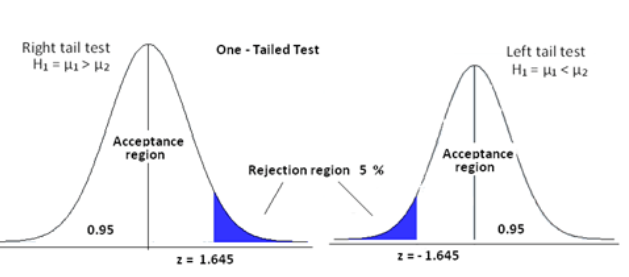 Right tail test
H₁ = μ₁ > μ₂
One - Tailed Test
Left tail test
H₁ = μ₁ < μ₂
Acceptance
region
Rejection region 5 %
Acceptance
region
0.95
0.95
z = 1.645
z = - 1.645